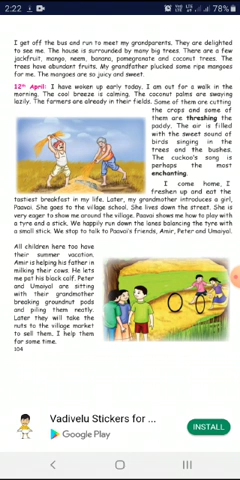 2:22
78%
I get off the bus and run to meet my grandparents. They are delighted
to see me. The house is surrounded by many big trees. There are a few
jackfruit, mango, neem, banana, pomegranate and coconut trees. The
trees have abundant fruits. My grandfather plucked some ripe mangoes
for me. The mangoes are so juicy and sweet.
12th April: I have woken up early today. I am out for a walk in the
morning. The cool breeze is calming. The coconut palms are swaying
lazily. The farmers are already in their fields. Some of them are cutting
the crops and some of
them are threshing the
paddy. The air is filled
with the sweet sound of
birds singing in the
trees and the bushes.
The cuckoo's song is
perhaps the most
enchanting.
I come home, I
freshen up and eat the
tastiest breakfast in my life. Later, my grandfather introduces a girl,
Paavai. She goes to the village school. She lives down the street. She is
very eager to show me around the village. Paavai shows me how to play with
a tyre and a stick. We happily run down the lanes balancing the tyre with
a small stick. We stop to talk to Paavai's friends, Amir, Peter and Umaiyal.
All children here too have
their summer vacation.
Amir is helping his father in
milking their cows. He lets
me pat his black calf. Peter
and Umaiyal are sitting
with their grandmother
breaking groundnut pods
and piling them neatly.
Later they will take the
nuts to the village market
to sell them. I help them
for some time.
104
Vadivelu Stickers for ...
Google Play
INSTALL